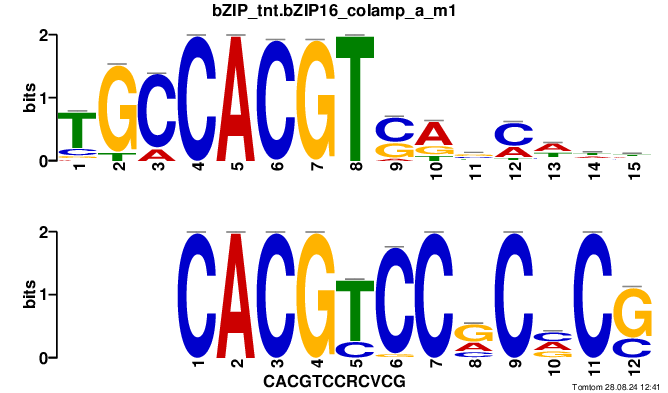 bZIP_tnt.bZIP16_colamp_a_m1
2
1
0
bits
T G C C A C G T C A C A
C T A G G A T
1 2 3 4 5 6 7 8 9 10 11 12 13 14 15
2
1
0
bits
C A C G T C C G C C C G
C G A C A G C
1 2 3 4 5 6 7 8 9 10 11 12
CACGTCCRCVCG
Tomtom 28.08.24 12:41